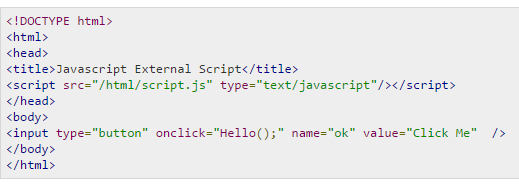 <!DOCTYPE html>
<html>
<head>
<title>Javascript External Script</title>
<script src="/html/script.js" type="text/javascript"/></script>
</head>
<body>
<input type="button" onclick="Hello();" name="ok" value="Click Me"  />
</body>
</html>